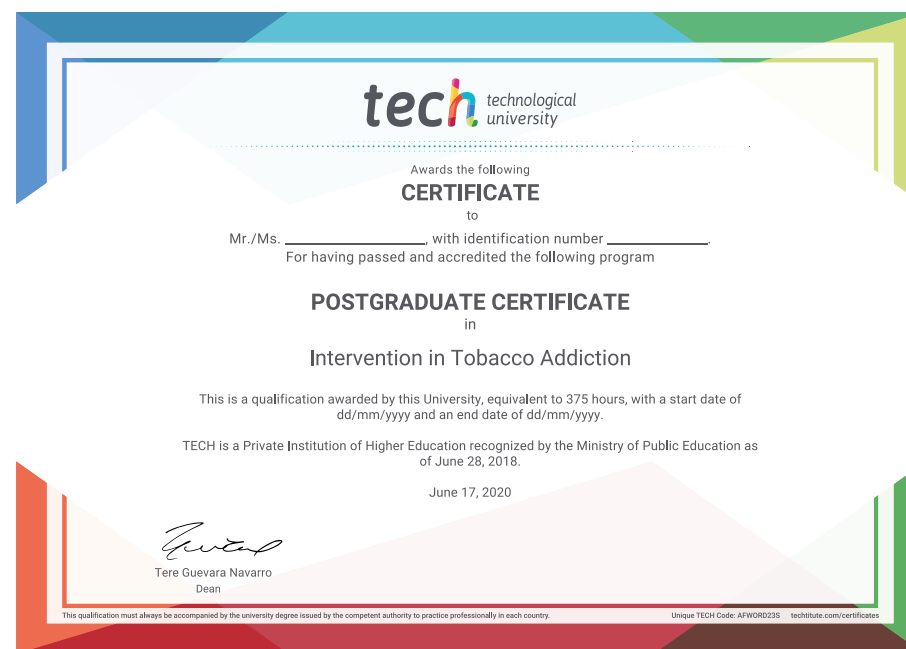 tech technological
university
Awards the following
CERTIFICATE
to
Mr./Ms. ____________________, with identification number ______________.
For having passed and accredited the following program
POSTGRADUATE CERTIFICATE
in
Intervention in Tobacco Addiction
This is a qualification awarded by this University, equivalent to 375 hours, with a start date of
dd/mm/yyyy and an end date of dd/mm/yyyy.
TECH is a Private Institution of Higher Education recognized by the Ministry of Public Education as
of June 28, 2018.
June 17, 2020
Tere Guevara Navarro
Dean
This qualification must always be accompanied by the university degree issued by the competent authority to practice professionally in each country. Unique TECH Code: AFWORD23S techtitute.com/certificates